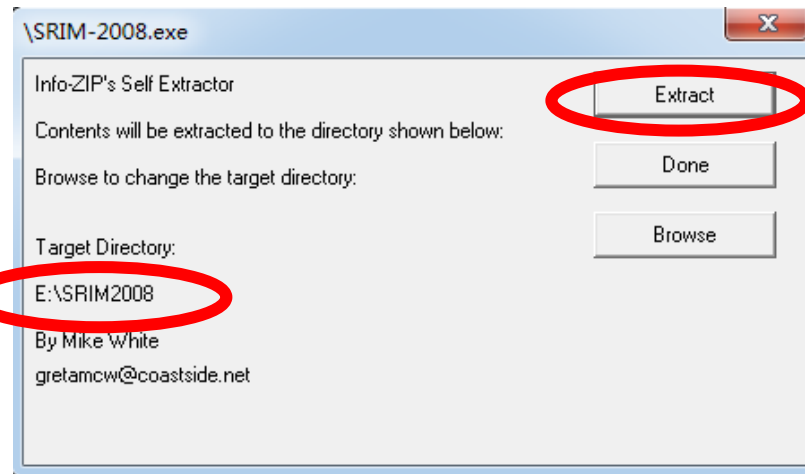 \SRIM-2008.exe
Info-ZIP's Self Extractor
Extract
Contents will be extracted to the directory shown below:
Done
Browse to change the target directory:
Browse
Target Directory:
E:\SRIM2008
By Mike White
gretamcw@coastside.net